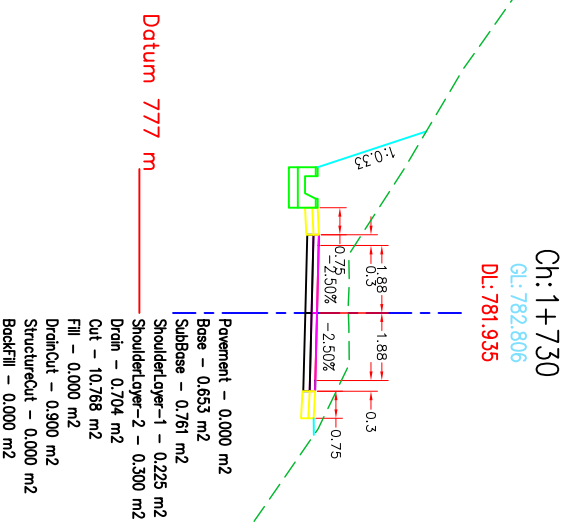 Ch:1+730
GL: 782.806
DL: 781.935
1:0.33
0.75
0.3
1.88
1.88
0.3
0.75
-2.50%
-2.50%
Datum 777 m
Pavement - 0.000 m2
Base - 0.653 m2
SubBase - 0.761 m2
ShoulderLayer-1 - 0.225 m2
ShoulderLayer-2 - 0.300 m2
Drain - 0.704 m2
Cut - 10.768 m2
Fill - 0.000 m2
DrainCut - 0.900 m2
StructureCut - 0.000 m2
BackFill - 0.000 m2